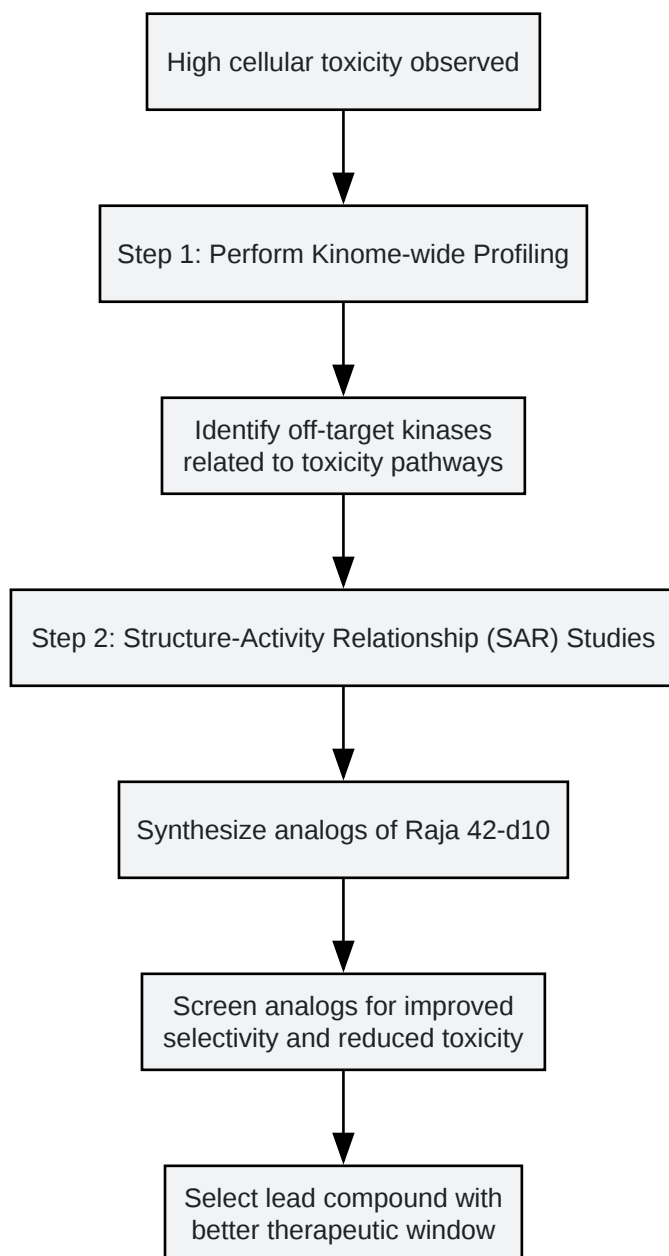 High cellular toxicity observed
Step 1: Perform Kinome-wide Profiling
Identify off-target kinases
related to toxicity pathways
Step 2: Structure-Activity Relationship (SAR) Studies
Synthesize analogs of Raja 42-d10
Screen analogs for improved
selectivity and reduced toxicity
Select lead compound with
better therapeutic window